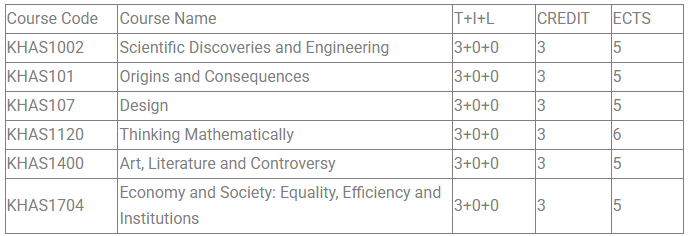 Course Code Course Name T+I+L CREDIT ECTS
KHAS1002 Scientific Discoveries and Engineering 3+0+0 3 5
KHAS101 Origins and Consequences 3+0+0 3 5
KHAS107 Design 3+0+0 3 5
KHAS1120 Thinking Mathematically 3+0+0 3 6
KHAS1400 Art, Literature and Controversy 3+0+0 3 5
KHAS1704 Economy and Society: Equality, Efficiency and
Institutions 3+0+0 3 5